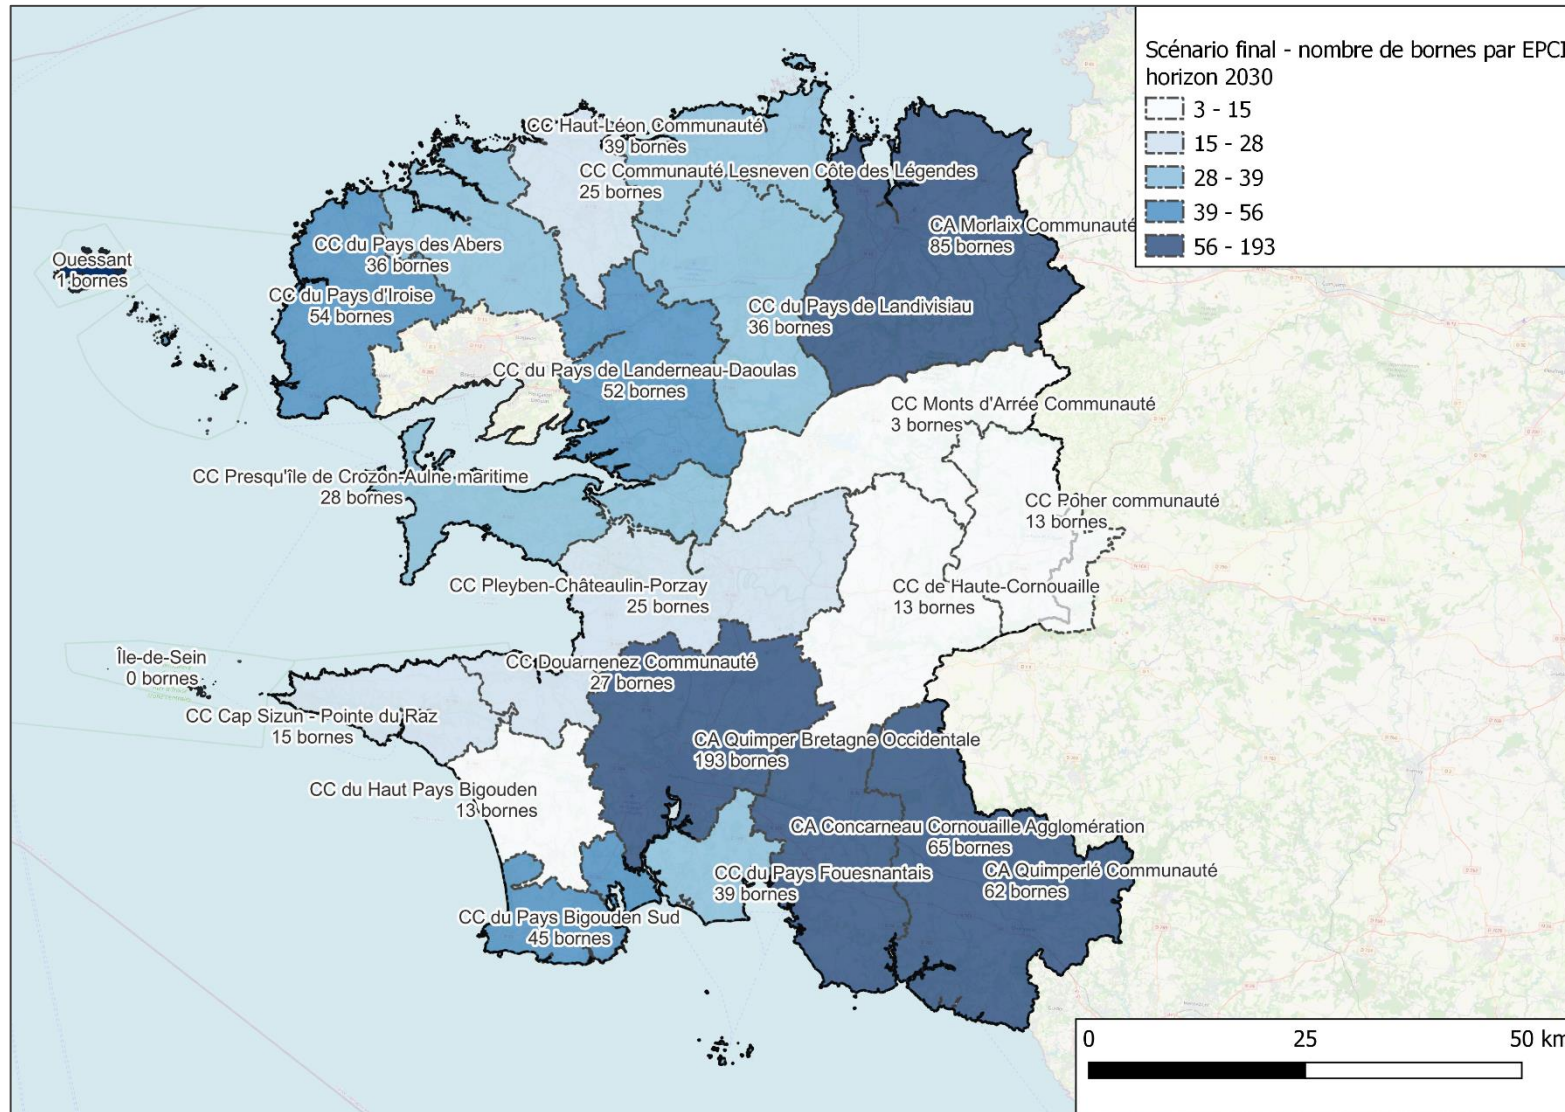 Scénario final - nombre de bornes par EPCI
horizon 2030
3 - 15
15 - 28
28 - 39
39 - 56
56 - 193
CC Haut-Léon Communauté
39 bornes
CC Communauté Lesneven Côte des Légendes
25 bornes
CA Morlaix Communauté
85 bornes
CC du Pays des Abers
36 bornes
Ouessant
1 bornes
CC du Pays d'Iroise
54 bornes
CC du Pays de Landivisiau
36 bornes
CC du Pays de Landerneau-Daoulas
52 bornes
CC Monts d'Arrée Communauté
3 bornes
CC Presqu'île de Crozon-Aulne maritime
28 bornes
CC Poher communauté
13 bornes
CC Pleyben-Châteaulin-Porzay
25 bornes
CC de Haute-Cornouaille
13 bornes
Île-de-Sein
0 bornes
CC Douarnenez Communauté
27 bornes
CC Cap Sizun - Pointe du Raz
15 bornes
CA Quimper Bretagne Occidentale
193 bornes
CC du Haut Pays Bigouden
13 bornes
CA Concarneau Cornouaille Agglomération
65 bornes
CC du Pays Fouesnantais
39 bornes
CA Quimperlé Communauté
62 bornes
CC du Pays Bigouden Sud
45 bornes
0 25 50 km